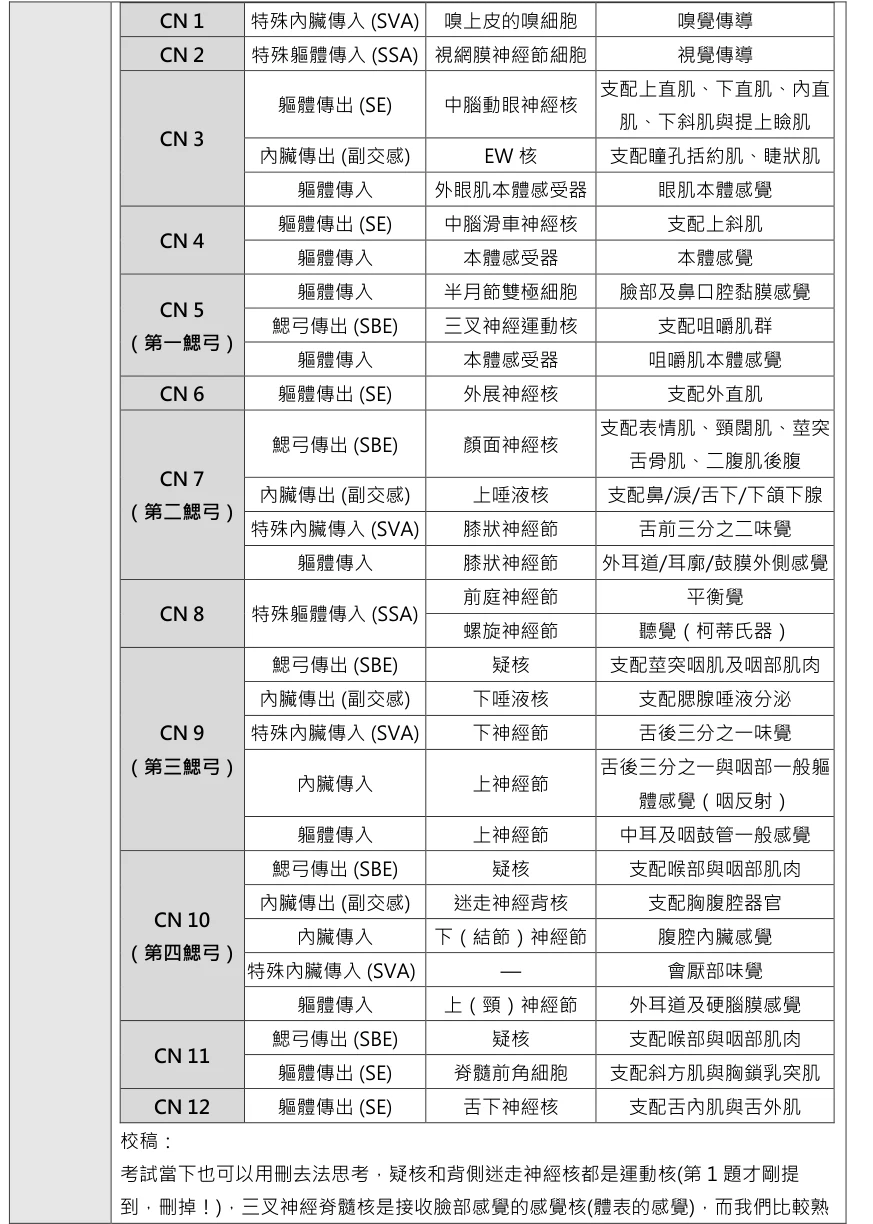 CN 1 特殊內臟傳入 (SVA) 嗅上皮的嗅細胞 嗅覺傳導
CN 2 特殊軀體傳入 (SSA) 視網膜神經節細胞 視覺傳導
CN 3
軀體傳出 (SE) 中腦動眼神經核
支配上直肌、下直肌、內直
肌、下斜肌與提上瞼肌
內臟傳出 (副交感) EW 核 支配瞳孔括約肌、睫狀肌
軀體傳入 外眼肌本體感受器 眼肌本體感覺
CN 4
軀體傳出 (SE) 中腦滑車神經核 支配上斜肌
軀體傳入 本體感受器 本體感覺
CN 5
（第一鰓弓）
軀體傳入 半月節雙極細胞 臉部及鼻口腔黏膜感覺
鰓弓傳出 (SBE) 三叉神經運動核 支配咀嚼肌群
軀體傳入 本體感受器 咀嚼肌本體感覺
CN 6 軀體傳出 (SE) 外展神經核 支配外直肌
CN 7
（第二鰓弓）
鰓弓傳出 (SBE) 顏面神經核
支配表情肌、頸闊肌、莖突
舌骨肌、二腹肌後腹
內臟傳出 (副交感) 上唾液核 支配鼻/淚/舌下/下頜下腺
特殊內臟傳入 (SVA) 膝狀神經節 舌前三分之二味覺
軀體傳入 膝狀神經節 外耳道/耳廓/鼓膜外側感覺
CN 8 特殊軀體傳入 (SSA)
前庭神經節 平衡覺
螺旋神經節 聽覺（柯蒂氏器）
CN 9
（第三鰓弓）
鰓弓傳出 (SBE) 疑核 支配莖突咽肌及咽部肌肉
內臟傳出 (副交感) 下唾液核 支配腮腺唾液分泌
特殊內臟傳入 (SVA) 下神經節 舌後三分之一味覺
內臟傳入 上神經節
舌後三分之一與咽部一般軀
體感覺（咽反射）
軀體傳入 上神經節 中耳及咽鼓管一般感覺
CN 10
（第四鰓弓）
鰓弓傳出 (SBE) 疑核 支配喉部與咽部肌肉
內臟傳出 (副交感) 迷走神經背核 支配胸腹腔器官
內臟傳入 下（結節）神經節 腹腔內臟感覺
特殊內臟傳入 (SVA) — 會厭部味覺
軀體傳入 上（頸）神經節 外耳道及硬腦膜感覺
CN 11
鰓弓傳出 (SBE) 疑核 支配喉部與咽部肌肉
軀體傳出 (SE) 脊髓前角細胞 支配斜方肌與胸鎖乳突肌
CN 12 軀體傳出 (SE) 舌下神經核 支配舌內肌與舌外肌
校稿：
考試當下也可以用刪去法思考，疑核和背側迷走神經核都是運動核(第 1 題才剛提
到，刪掉！)，三叉神經脊髓核是接收臉部感覺的感覺核(體表的感覺)，而我們比較熟